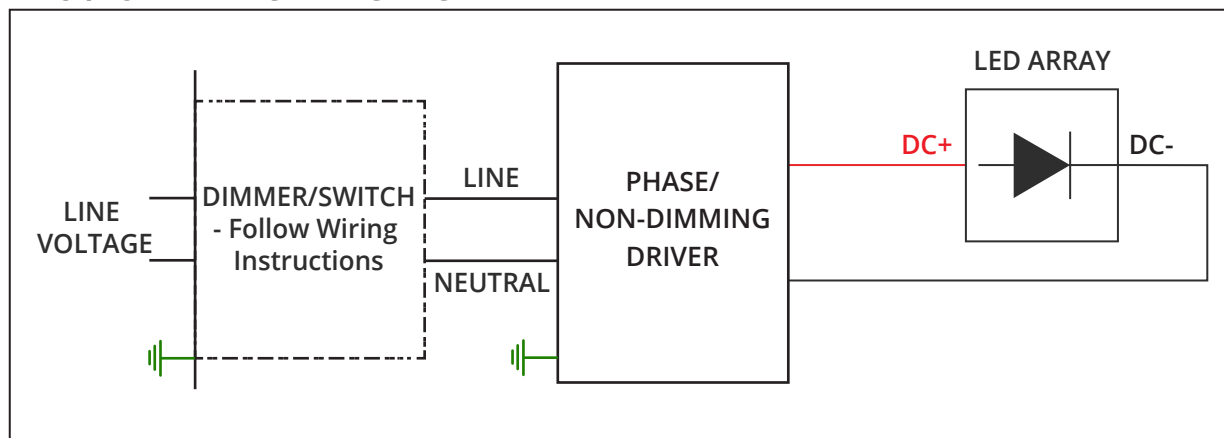 LED ARRAY
DC+
DC-
LINE
VOLTAGE
DIMMER/SWITCH
- Follow Wiring
Instructions
LINE
NEUTRAL
PHASE/
NON-DIMMING
DRIVER